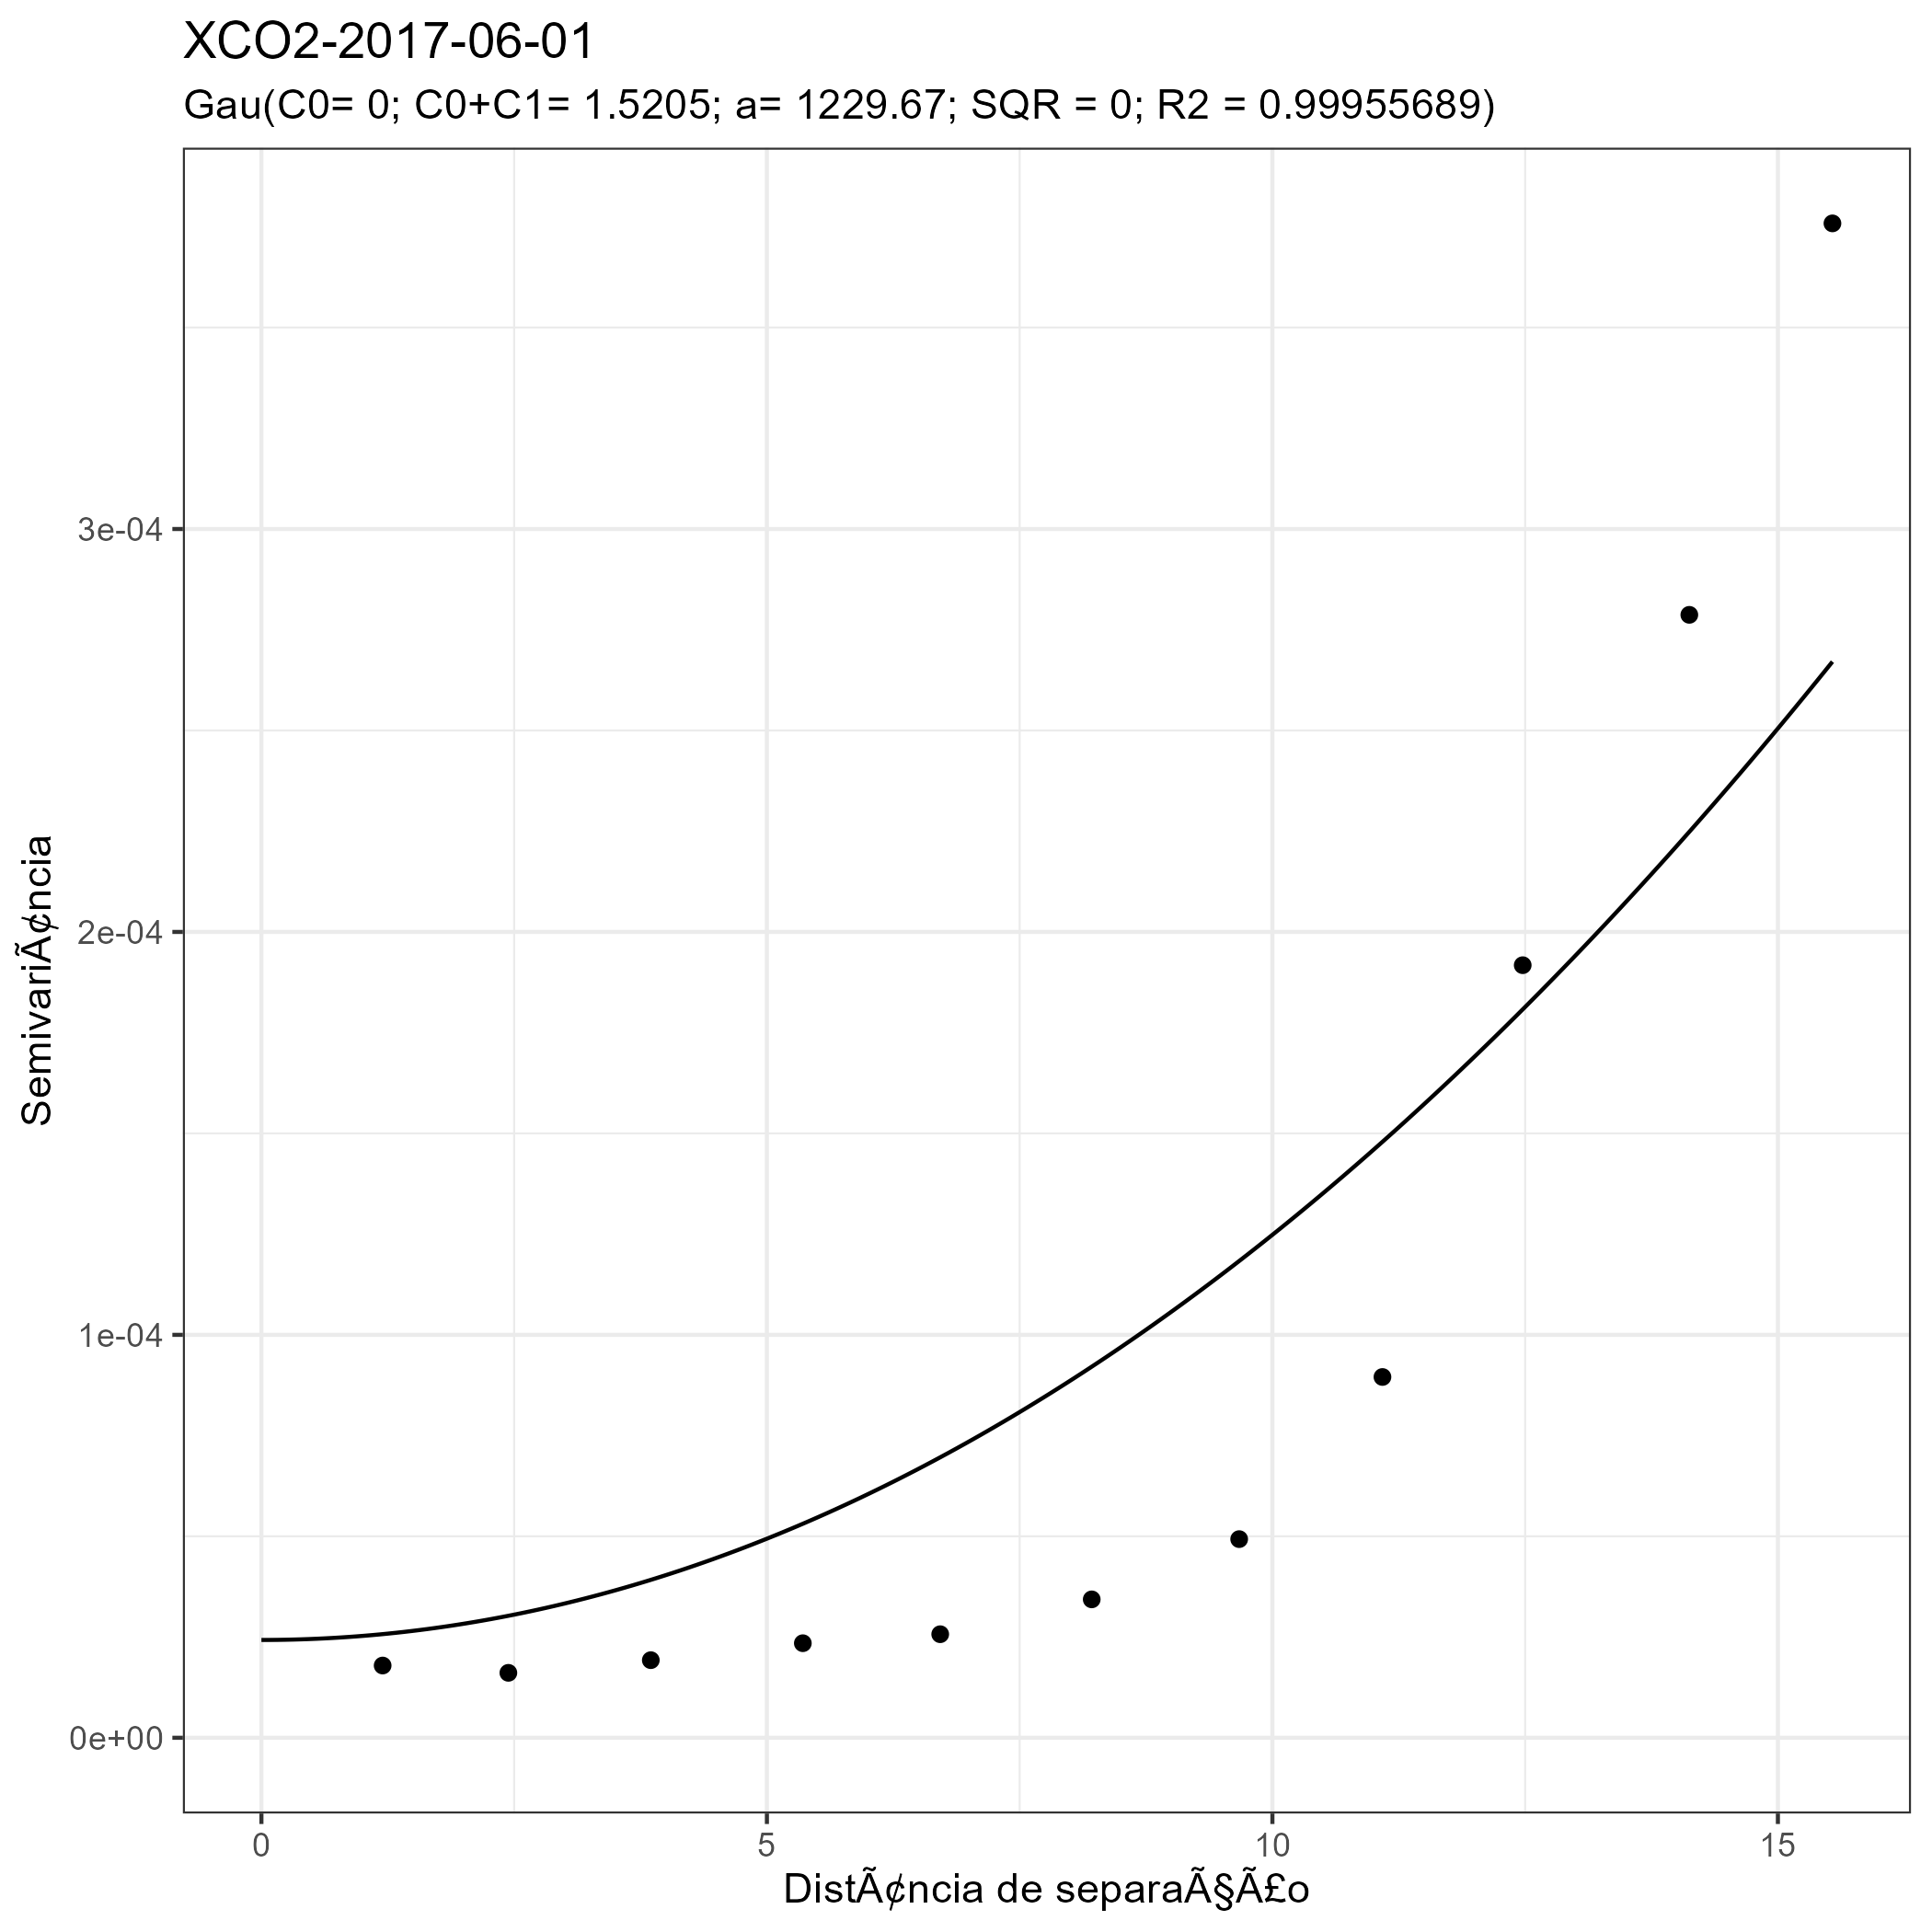 XCO2-2017-06-01
Gau(C0= 0; C0+C1= 1.5205; a= 1229.67; SQR = 0; R2 = 0.99955689)
SemivariÃ¢ncia
3e-04
2e-04
1e-04
0e+00
0 5 10 15
DistÃ¢ncia de separaÃ§Ã£o